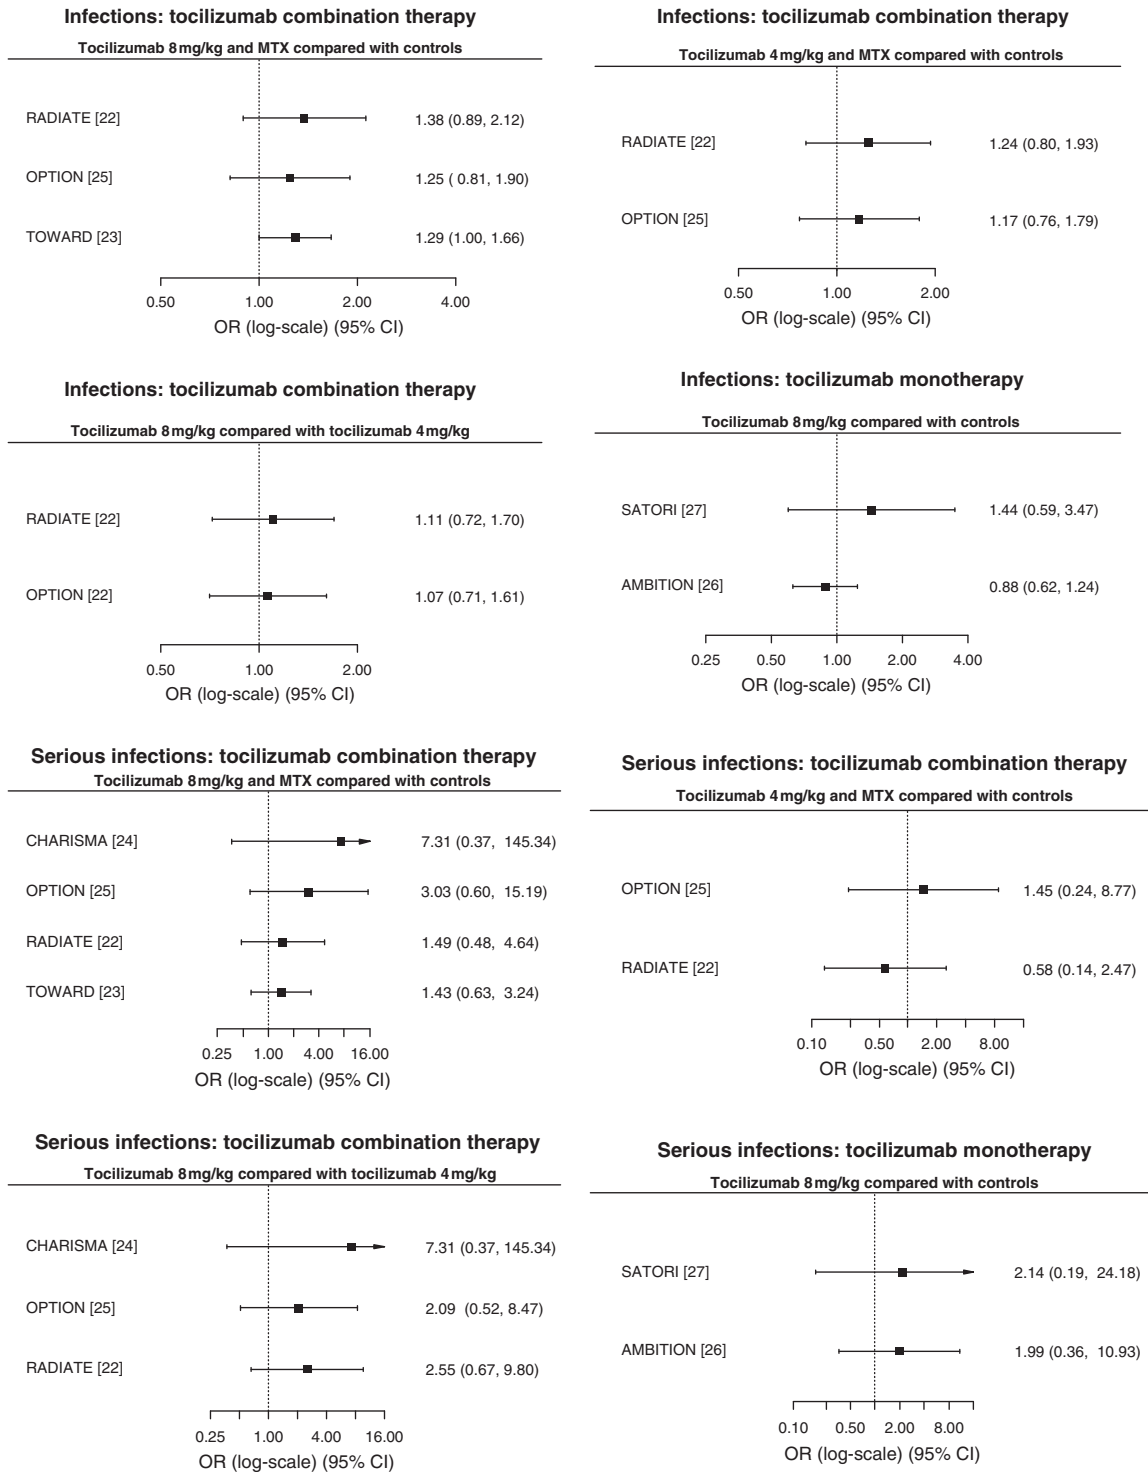 Infections: tocilizumab combination therapy
Tocilizumab 8 mg/kg and MTX compared with controls
RADIATE [22] 1.38 (0.89, 2.12)
OPTION [25] 1.25 ( 0.81, 1.90)
TOWARD [23] 1.29 (1.00, 1.66)
0.50 1.00 2.00 4.00
OR (log-scale) (95% CI)
Infections: tocilizumab combination therapy
Tocilizumab 4 mg/kg and MTX compared with controls
RADIATE [22] 1.24 (0.80, 1.93)
OPTION [25] 1.17 (0.76, 1.79)
0.50 1.00 2.00
OR (log-scale) (95% CI)
Infections: tocilizumab combination therapy
Tocilizumab 8 mg/kg compared with tocilizumab 4 mg/kg
RADIATE [22] 1.11 (0.72, 1.70)
OPTION [22] 1.07 (0.71, 1.61)
0.50 1.00 2.00
OR (log-scale) (95% CI)
Infections: tocilizumab monotherapy
Tocilizumab 8 mg/kg compared with controls
SATORI [27] 1.44 (0.59, 3.47)
AMBITION [26] 0.88 (0.62, 1.24)
0.25 0.50 1.00 2.00 4.00
OR (log-scale) (95% CI)
Serious infections: tocilizumab combination therapy
Tocilizumab 8 mg/kg and MTX compared with controls
CHARISMA [24] 7.31 (0.37, 145.34)
OPTION [25] 3.03 (0.60, 15.19)
RADIATE [22] 1.49 (0.48, 4.64)
TOWARD [23] 1.43 (0.63, 3.24)
0.25 1.00 4.00 16.00
OR (log-scale) (95% CI)
Serious infections: tocilizumab combination therapy
Tocilizumab 4 mg/kg and MTX compared with controls
OPTION [25] 1.45 (0.24, 8.77)
RADIATE [22] 0.58 (0.14, 2.47)
0.10 0.50 2.00 8.00
OR (log-scale) (95% CI)
Serious infections: tocilizumab combination therapy
Tocilizumab 8 mg/kg compared with tocilizumab 4 mg/kg
CHARISMA [24] 7.31 (0.37, 145.34)
OPTION [25] 2.09 (0.52, 8.47)
RADIATE [22] 2.55 (0.67, 9.80)
0.25 1.00 4.00 16.00
OR (log-scale) (95% CI)
Serious infections: tocilizumab monotherapy
Tocilizumab 8 mg/kg compared with controls
SATORI [27] 2.14 (0.19, 24.18)
AMBITION [26] 1.99 (0.36, 10.93)
0.10 0.50 2.00 8.00
OR (log-scale) (95% CI)